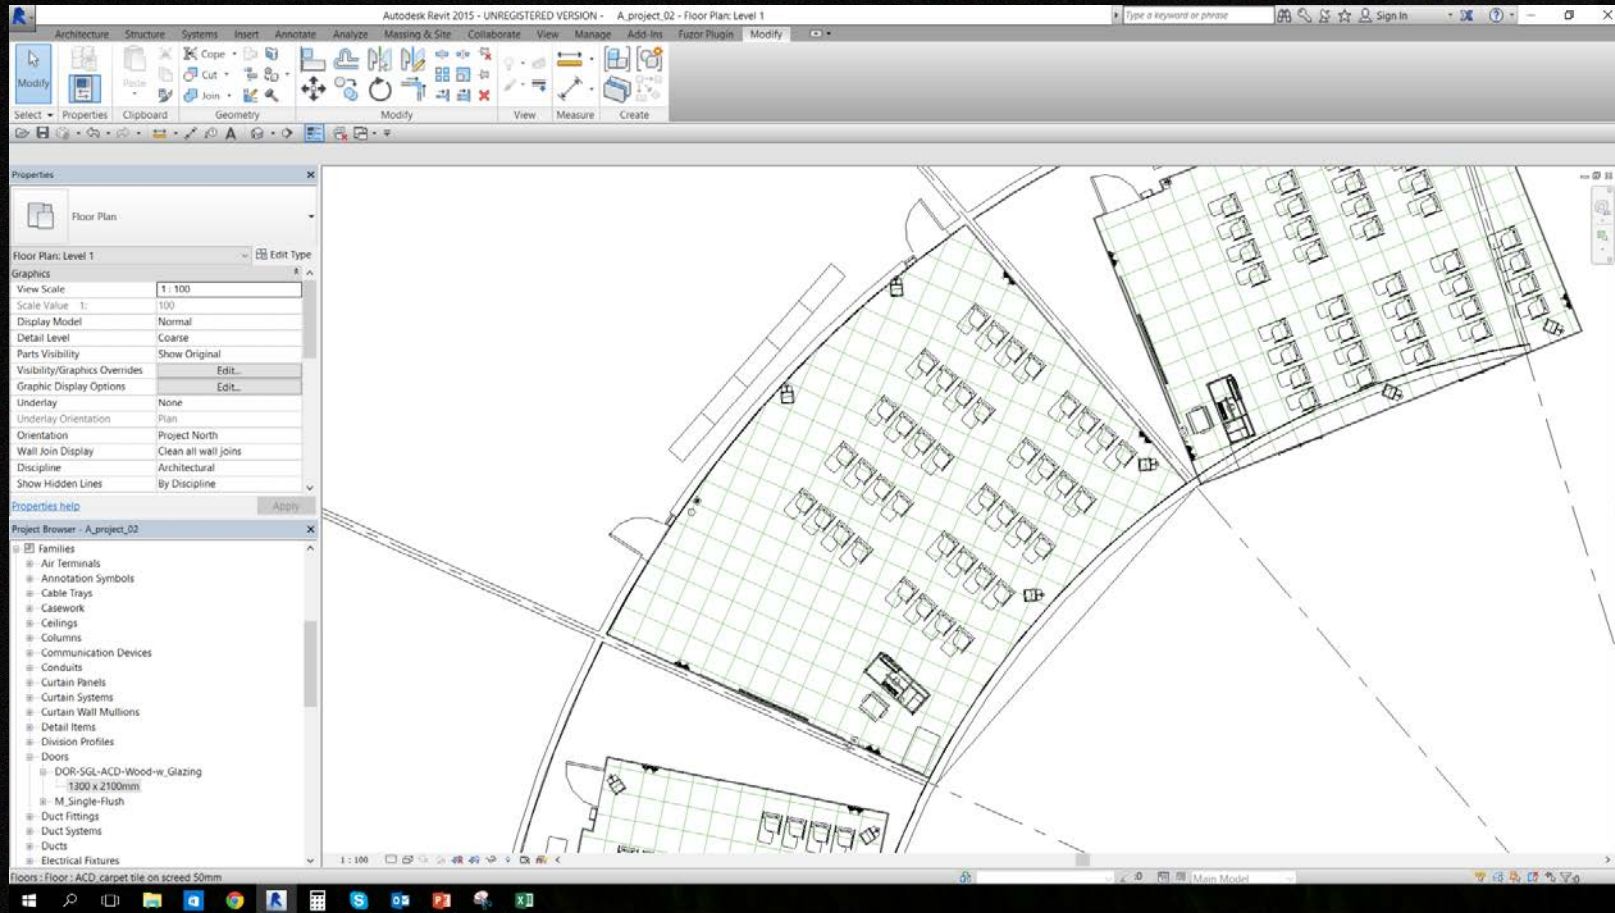 Autodesk Revit 2015 - UNREGISTERED VERSION - A_project_02 - Floor Plan: Level 1
Type a keyword or phrase
Sign In
Architecture Structure Systems Insert Annotate Analyze Massing & Site Collaborate View Manage Add-Ins Fuzor Plugin Modify
Modify
Paste
Cope
Cut
Join
Select Properties Clipboard Geometry Modify View Measure Create
Properties
Floor Plan
Floor Plan: Level 1 Edit Type
Graphics
View Scale 1 : 100
Scale Value 1: 100
Display Model Normal
Detail Level Coarse
Parts Visibility Show Original
Visibility/Graphics Overrides Edit...
Graphic Display Options Edit...
Underlay None
Underlay Orientation Plan
Orientation Project North
Wall Join Display Clean all wall joins
Discipline Architectural
Show Hidden Lines By Discipline
Properties help Apply
Project Browser - A_project_02
Families
Air Terminals
Annotation Symbols
Cable Trays
Casework
Ceilings
Columns
Communication Devices
Conduits
Curtain Panels
Curtain Systems
Curtain Wall Mullions
Detail Items
Division Profiles
Doors
DOR-SGL-ACD-Wood-w_Glazing
1300 x 2100mm
M_Single-Flush
Duct Fittings
Duct Systems
Ducts
Electrical Fixtures
1 : 100
Floors : Floor : ACD_carpet tile on screed 50mm
:0
Main Model
:0